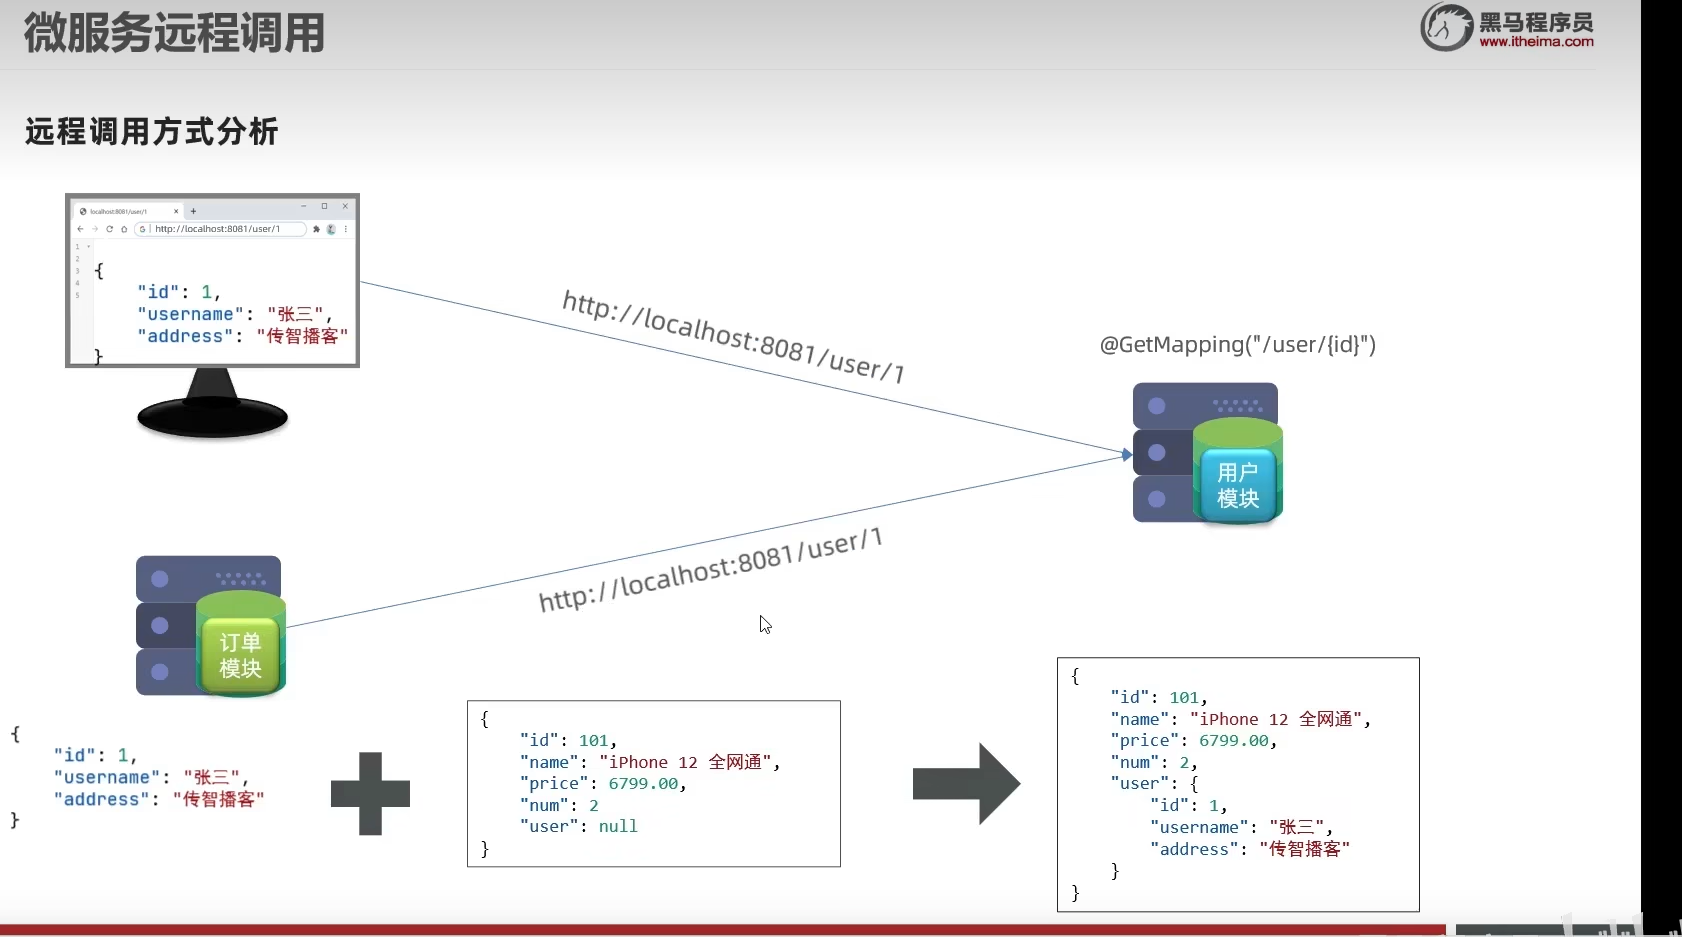 微服务远程调用
黑马程序员
www.itheima.com
远程调用方式分析
localhost:8081/user/1
http://localhost:8081/user/1
1
2
3
4
5
{
"id": 1,
"username": "张三",
"address": "传智播客"
}
http://localhost:8081/user/1
@GetMapping("/user/{id}")
用户
模块
http://localhost:8081/user/1
订单
模块
{
"id": 1,
"username": "张三",
"address": "传智播客"
}
{
"id": 101,
"name": "iPhone 12 全网通",
"price": 6799.00,
"num": 2
"user": null
}
{
"id": 101,
"name": "iPhone 12 全网通",
"price": 6799.00,
"num": 2,
"user": {
"id": 1,
"username": "张三",
"address": "传智播客"
}
}